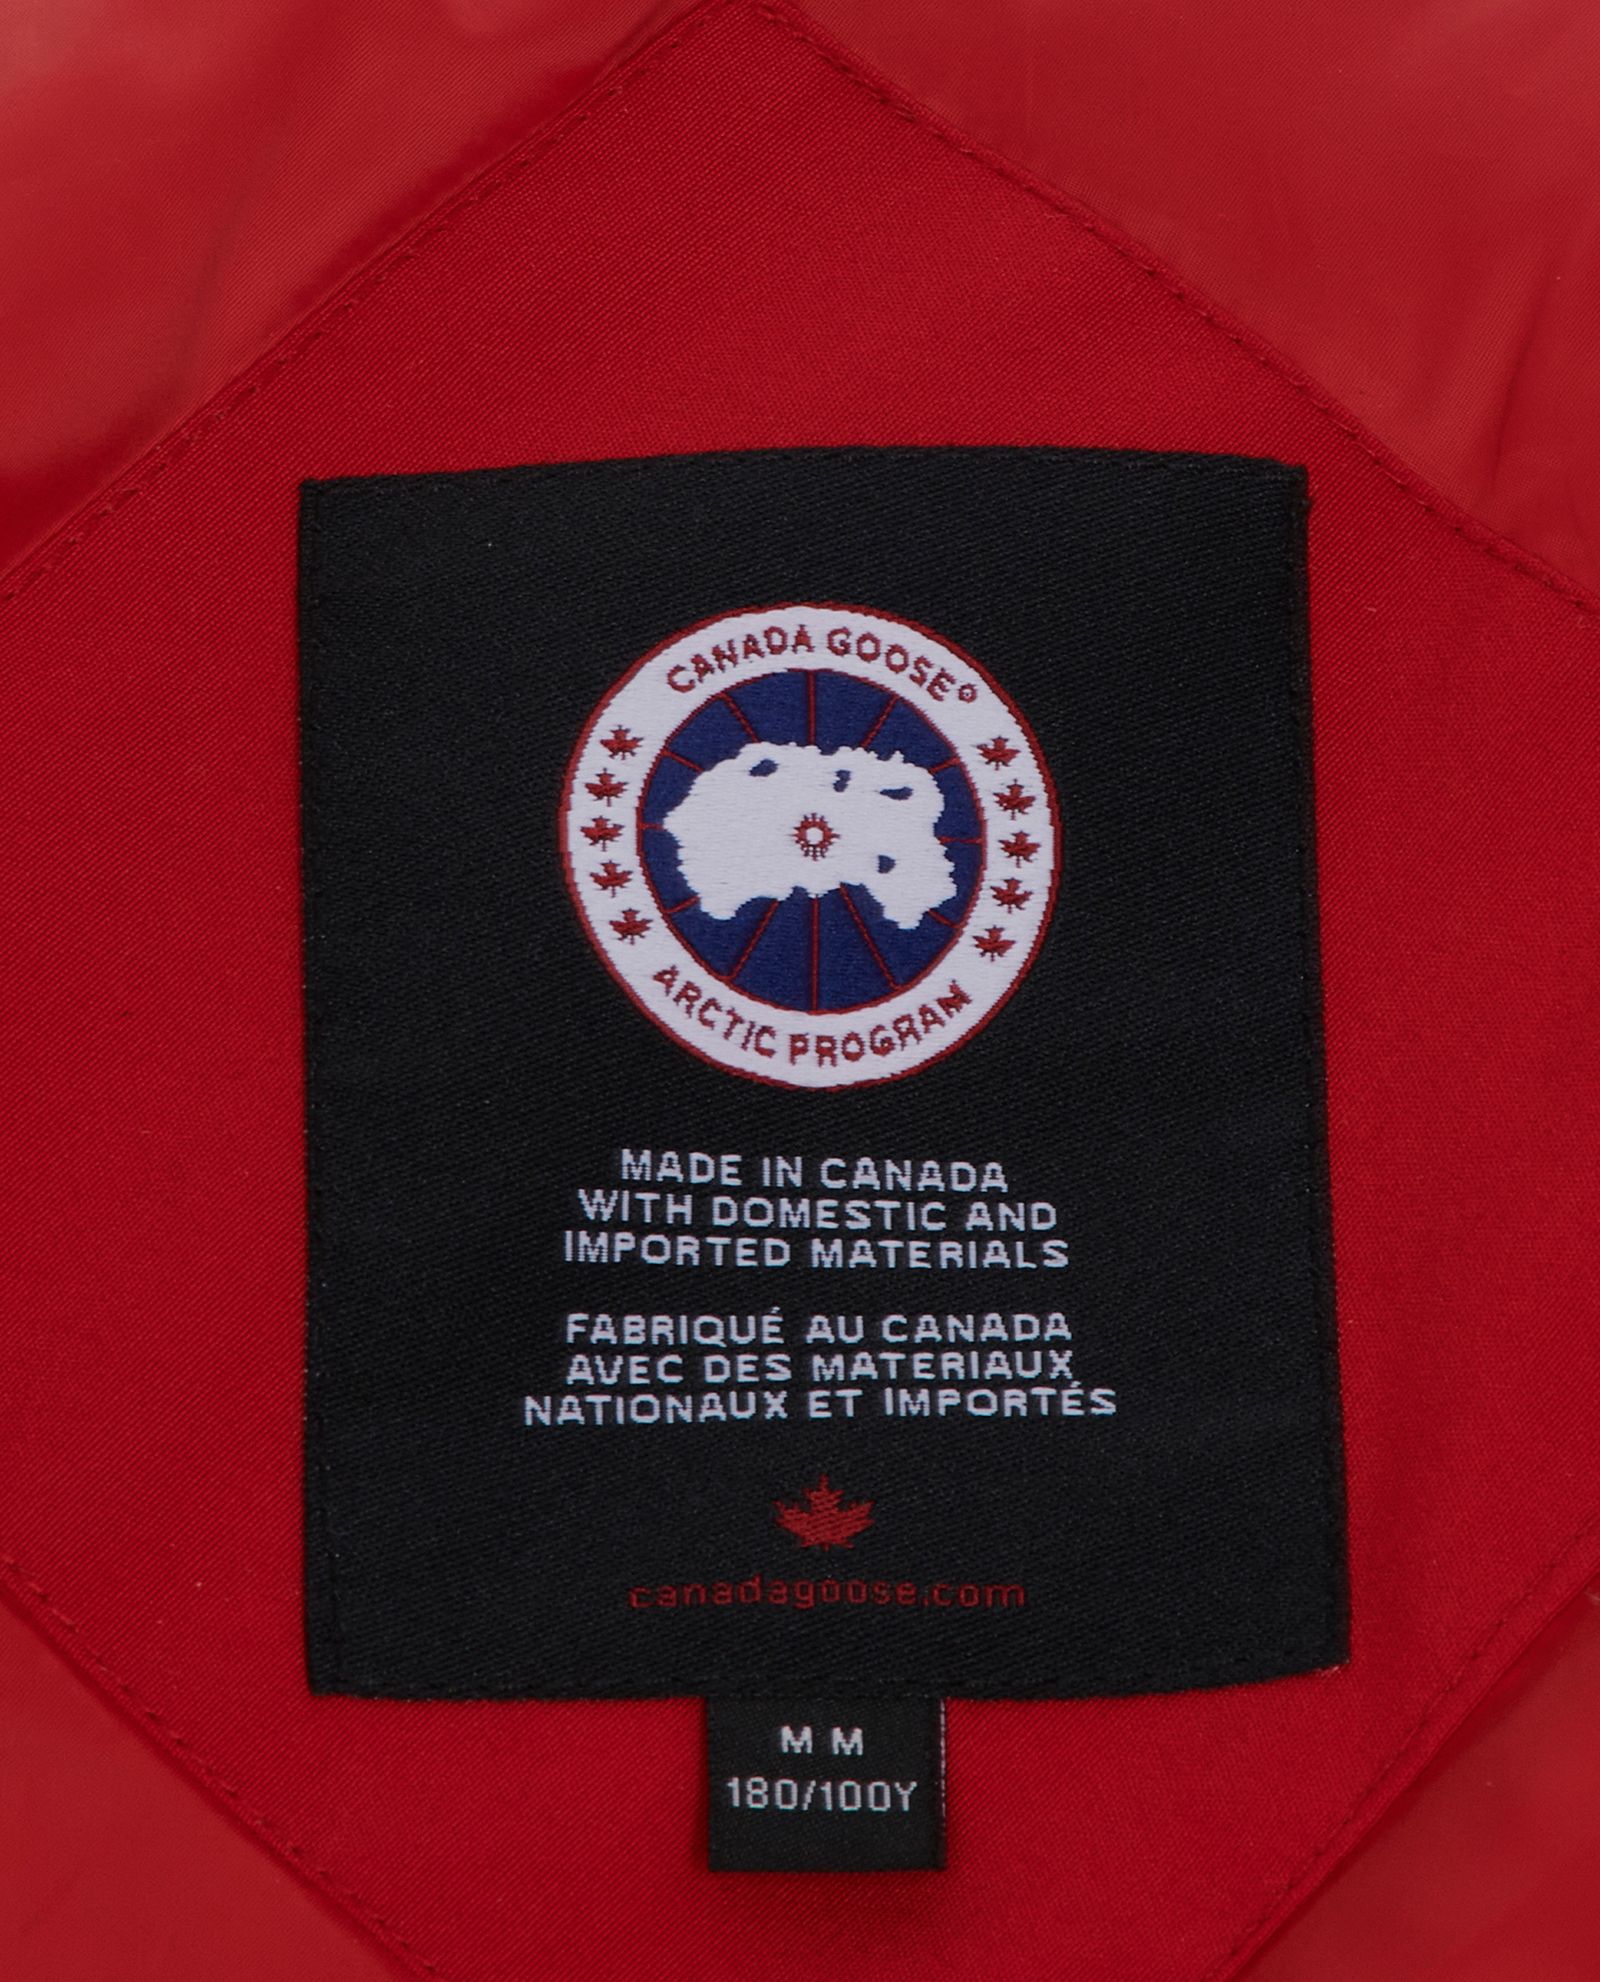 CANADA GOOSE®
ARCTIC PROGRAM
MADE IN CANADA
WITH DOMESTIC AND
IMPORTED MATERIALS
FABRIQUÉ AU CANADA
AVEC DES MATERIAUX
NATIONAUX ET IMPORTÉS
canadagoose.com
M M
180/100Y